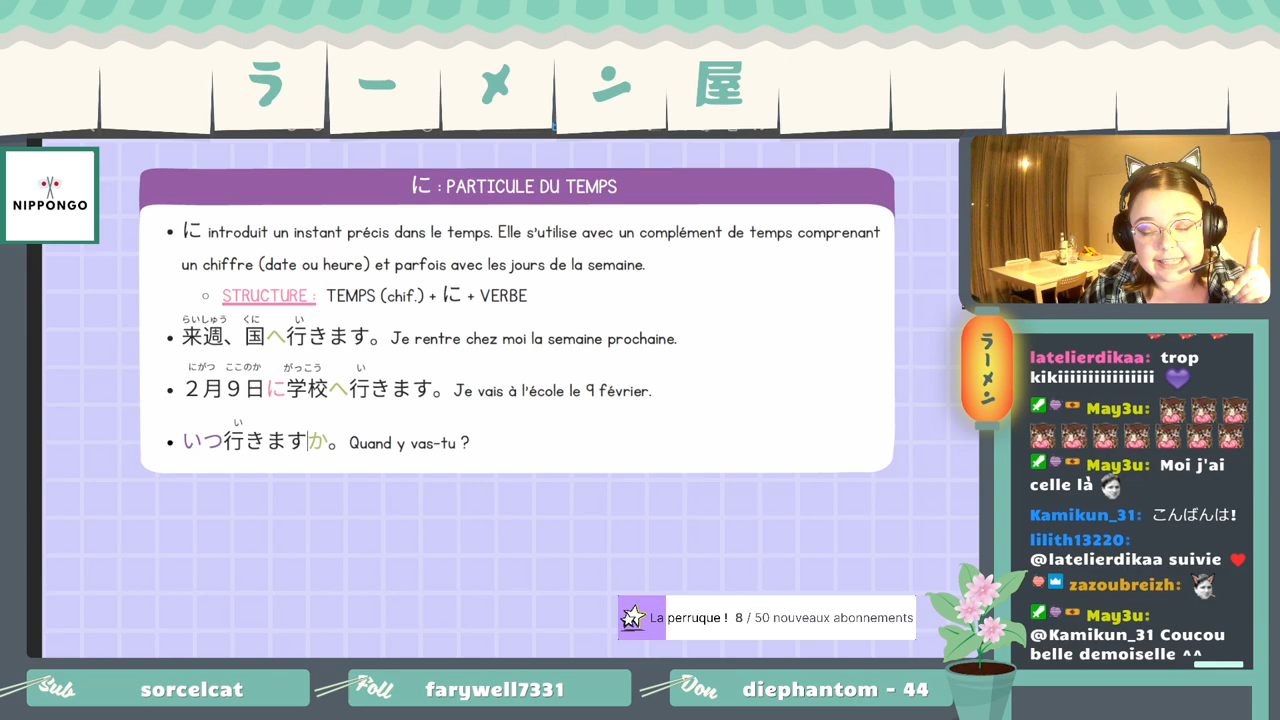 ラーメン屋
NIPPONGO
に : PARTICULE DU TEMPS
• に introduit un instant précis dans le temps. Elle s'utilise avec un complément de temps comprenant
un chiffre (date ou heure) et parfois avec les jours de la semaine.
○ STRUCTURE : TEMPS (chif.) + に + VERBE
らいしゅう くに い
• 来週、国へ行きます。 Je rentre chez moi la semaine prochaine.
にがつ ここのか がっこう い
• 2月9日に学校へ行きます。 Je vais à l'école le 9 février.
い
• いつ行きますか。 Quand y vas-tu ?
La perruque ! 8 / 50 nouveaux abonnements
ラーメン
latelierdikaa: trop
kikiiiiiiiiiiiiiiii
May3u:
May3u: Moi j'ai
celle là
Kamikun_31: こんばんは!
lilith13220:
@latelierdikaa suivie
zazoubreizh:
May3u:
@Kamikun_31 Coucou
belle demoiselle ^^
Sub sorcelcat
Foll farywell7331
Don diephantom - 44